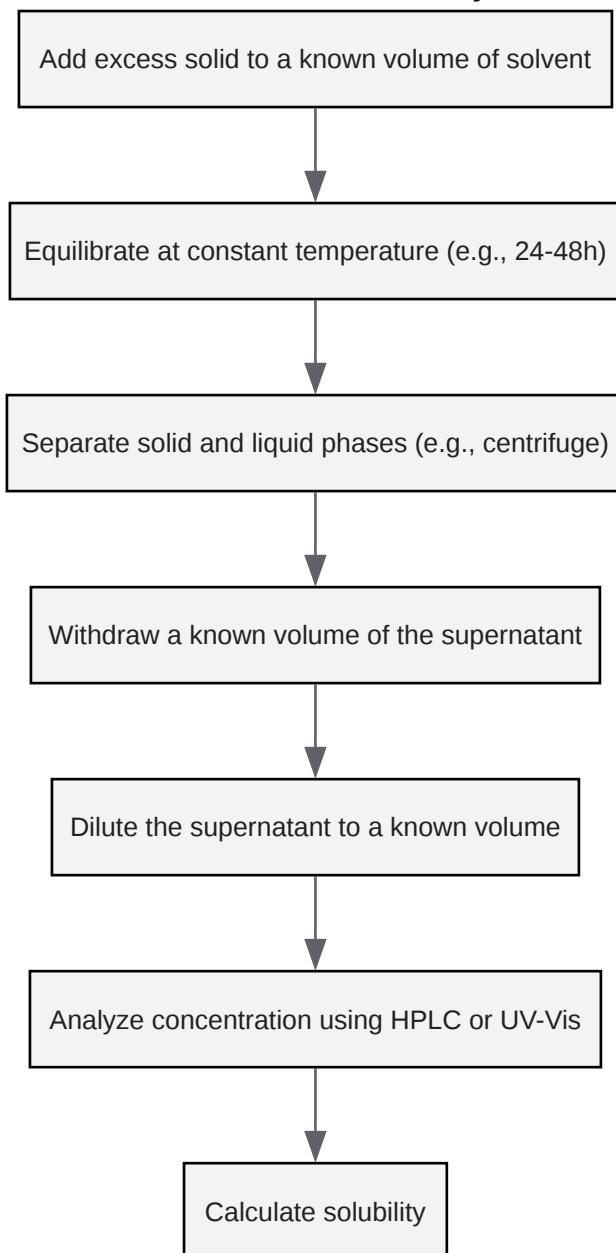 Add excess solid to a known volume of solvent
Equilibrate at constant temperature (e.g., 24-48h)
Separate solid and liquid phases (e.g., centrifuge)
Withdraw a known volume of the supernatant
Dilute the supernatant to a known volume
Analyze concentration using HPLC or UV-Vis
Calculate solubility